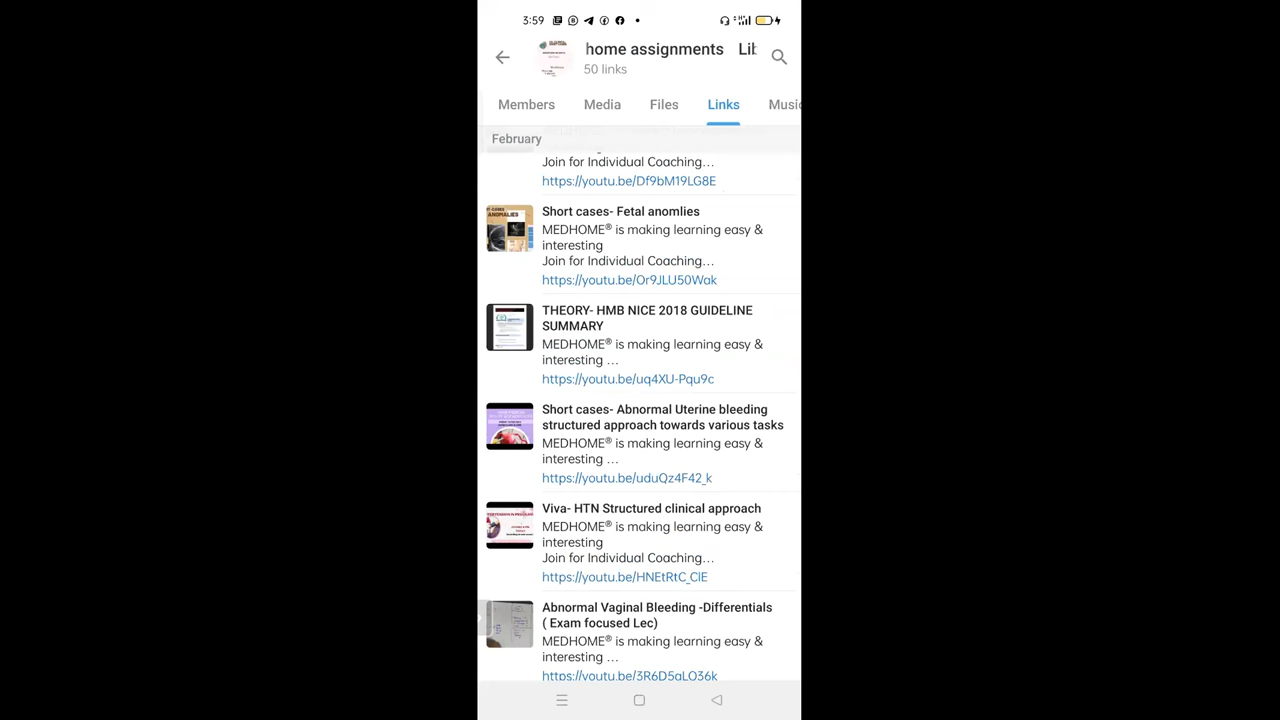 3:59
home assignments Lib
50 links
Members Media Files Links Music
February
Join for Individual Coaching...
https://youtu.be/Df9bM19LG8E
Short cases- Fetal anomlies
MEDHOME® is making learning easy &
interesting
Join for Individual Coaching...
https://youtu.be/Or9JLU50Wak
THEORY- HMB NICE 2018 GUIDELINE
SUMMARY
MEDHOME® is making learning easy &
interesting ...
https://youtu.be/uq4XU-Pqu9c
Short cases- Abnormal Uterine bleeding
structured approach towards various tasks
MEDHOME® is making learning easy &
interesting ...
https://youtu.be/uduQz4F42_k
Viva- HTN Structured clinical approach
MEDHOME® is making learning easy &
interesting
Join for Individual Coaching...
https://youtu.be/HNEtRtC_ClE
Abnormal Vaginal Bleeding -Differentials
( Exam focused Lec)
MEDHOME® is making learning easy &
interesting ...
https://youtu.be/3R6D5gLO36k